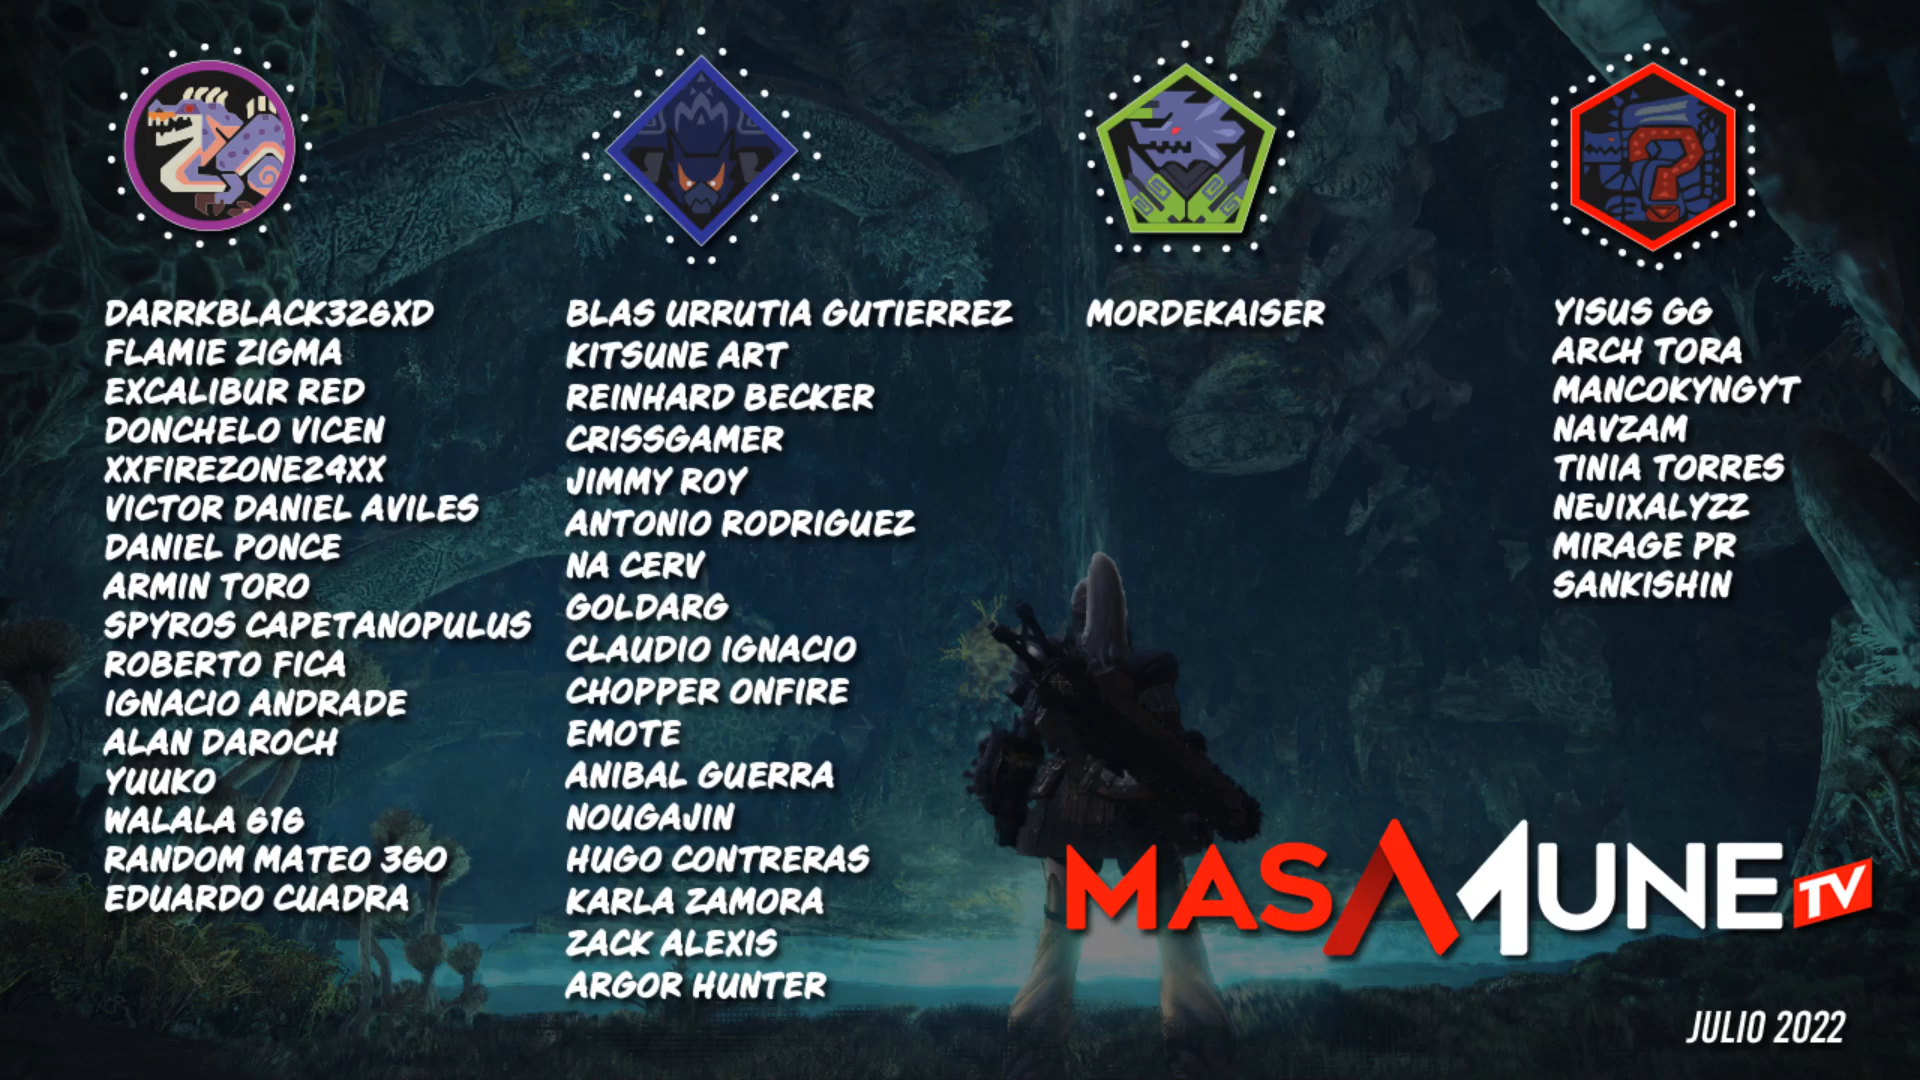 DARRKBLACK326XD
FLAMIE ZIGMA
EXCALIBUR RED
DONCHELO VICEN
XXFIREZONE24XX
VICTOR DANIEL AVILES
DANIEL PONCE
ARMIN TORO
SPYROS CAPETANOPULUS
ROBERTO FICA
IGNACIO ANDRADE
ALAN DAROCH
YUUKO
WALALA 616
RANDOM MATEO 360
EDUARDO CUADRA
BLAS URRUTIA GUTIERREZ
KITSUNE ART
REINHARD BECKER
CRISSGAMER
JIMMY ROY
ANTONIO RODRIGUEZ
NA CERV
GOLDARG
CLAUDIO IGNACIO
CHOPPER ONFIRE
EMOTE
ANIBAL GUERRA
NOUGAJIN
HUGO CONTRERAS
KARLA ZAMORA
ZACK ALEXIS
ARGOR HUNTER
MORDEKAISER
?
YISUS GG
ARCH TORA
MANCOKYNGYT
NAVZAM
TINIA TORRES
NEJIXALYZZ
MIRAGE PR
SANKISHIN
MASAMUNE TV
JULIO 2022